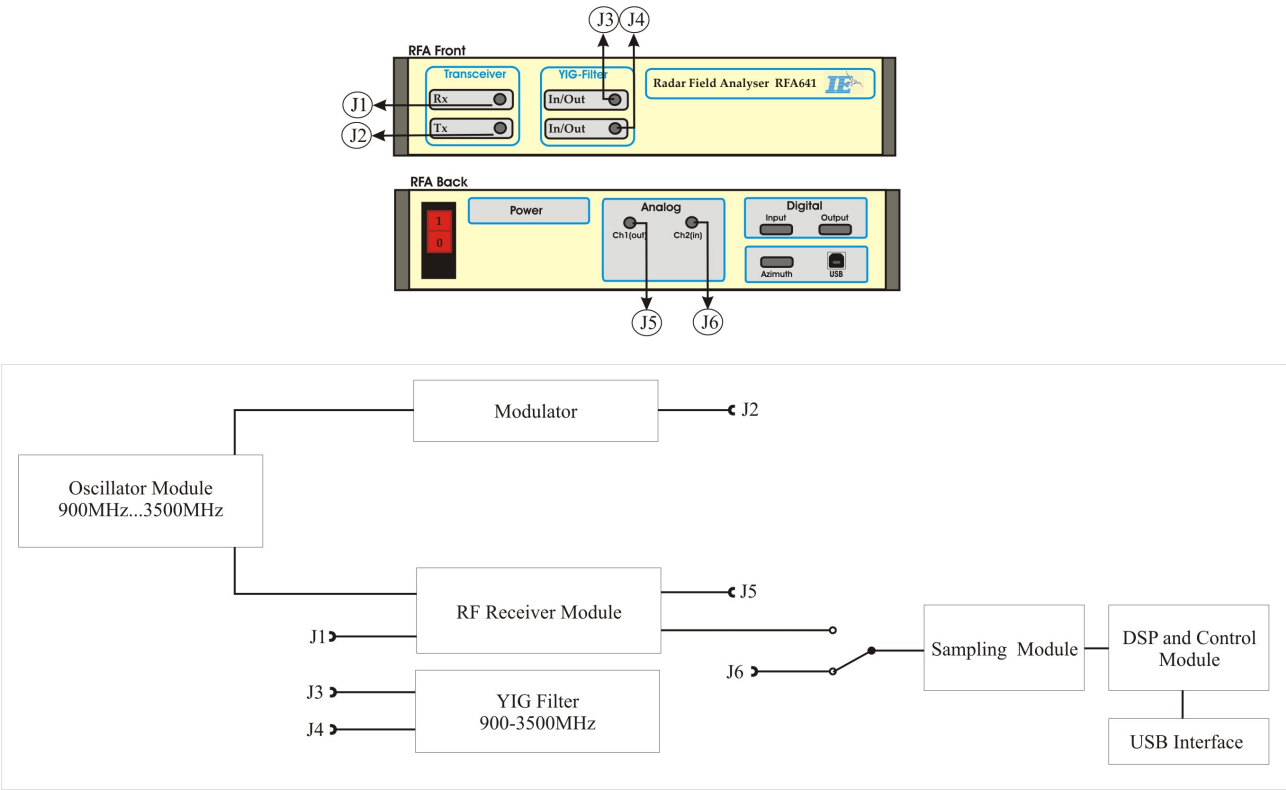 J3 J4
RFA Front
Transceiver
YIG-Filter
Radar Field Analyser RFA641 IE
J1
Rx
In/Out
J2
Tx
In/Out
RFA Back
1
0
Power
Analog
Ch1(out)
Ch2(in)
Digital
Input
Output
Azimuth
USB
J5
J6
Modulator
J2
Oscillator Module
900MHz...3500MHz
RF Receiver Module
J5
J1
J6
Sampling Module
DSP and Control
Module
J3
J4
YIG Filter
900-3500MHz
USB Interface